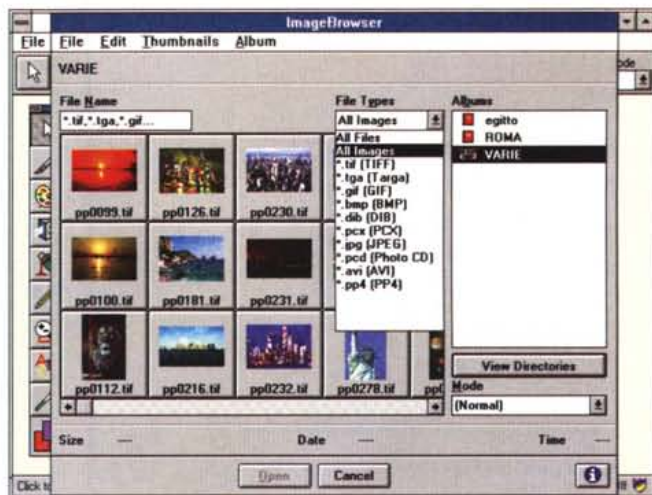 ImageBrowser
File File Edit Thumbnails Album
VARIE
File Name
*.tif,*.tga,*.gif...
pp0099.tif pp0126.tif pp0230.tif
pp0100.tif pp0181.tif pp0231.tif
pp0112.tif pp0216.tif pp0232.tif pp0278.tif
File Types
All Images
All Files
All Images
*.tif (TIFF)
*.tga (Targa)
*.gif (GIF)
*.bmp (BMP)
*.dib (DIB)
*.pcx (PCX)
*.jpg (JPEG)
*.pcd (Photo CD)
*.avi (AVI)
*.pp4 (PP4)
Albums
egitto
ROMA
VARIE
View Directories
Mode
(Normal)
Size --- Date --- Time ---
Open Cancel
Click